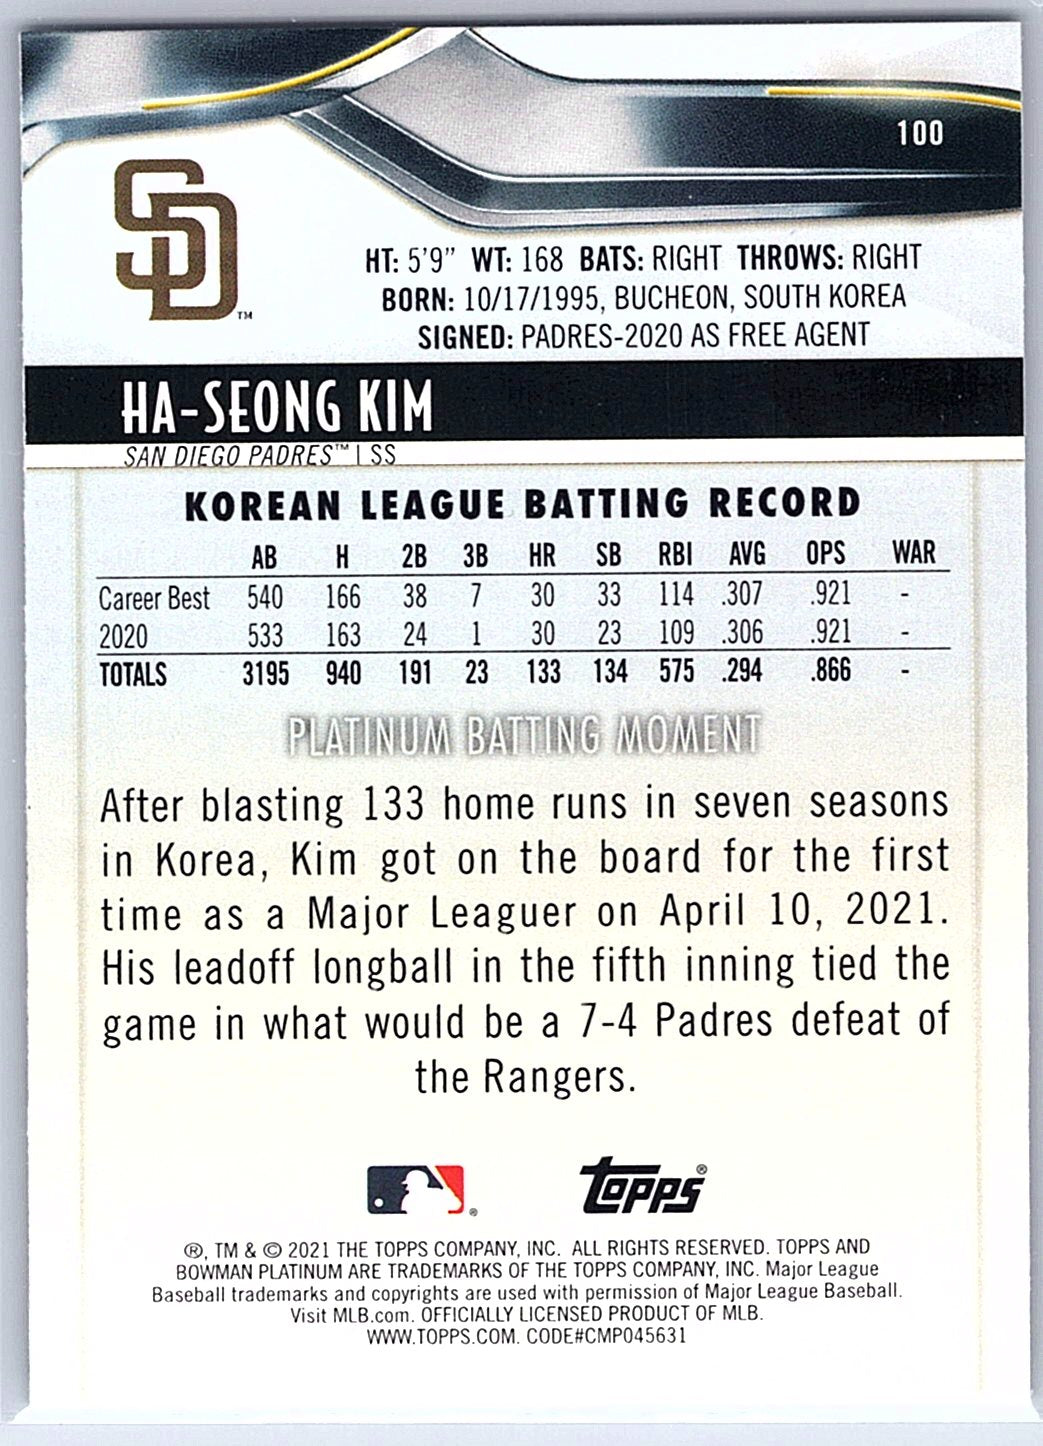 100
SD™
HT: 5'9" WT: 168 BATS: RIGHT THROWS: RIGHT
BORN: 10/17/1995, BUCHEON, SOUTH KOREA
SIGNED: PADRES-2020 AS FREE AGENT
HA-SEONG KIM
SAN DIEGO PADRES™ | SS
KOREAN LEAGUE BATTING RECORD
AB H 2B 3B HR SB RBI AVG OPS WAR
Career Best 540 166 38 7 30 33 114 .307 .921 -
2020 533 163 24 1 30 23 109 .306 .921 -
TOTALS 3195 940 191 23 133 134 575 .294 .866 -
PLATINUM BATTING MOMENT
After blasting 133 home runs in seven seasons
in Korea, Kim got on the board for the first
time as a Major Leaguer on April 10, 2021.
His leadoff longball in the fifth inning tied the
game in what would be a 7-4 Padres defeat of
the Rangers.
® Topps®
®, TM & © 2021 THE TOPPS COMPANY, INC. ALL RIGHTS RESERVED. TOPPS AND
BOWMAN PLATINUM ARE TRADEMARKS OF THE TOPPS COMPANY, INC. Major League
Baseball trademarks and copyrights are used with permission of Major League Baseball.
Visit MLB.com. OFFICIALLY LICENSED PRODUCT OF MLB.
WWW.TOPPS.COM. CODE#CMP045631